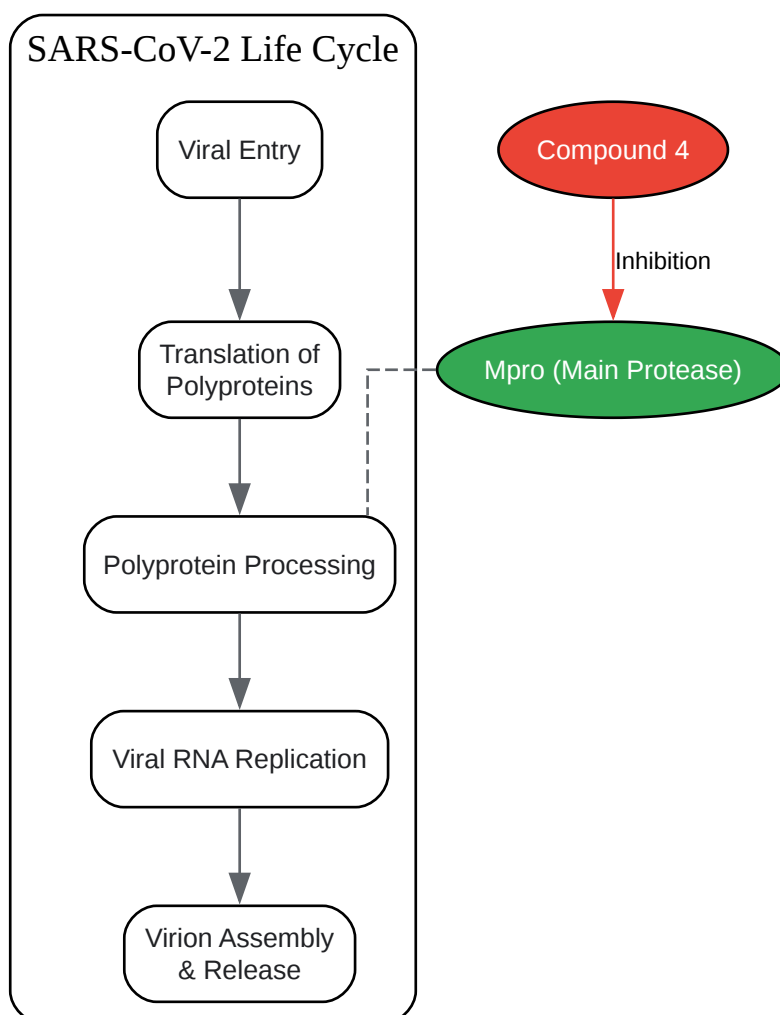 SARS-CoV-2 Life Cycle
Viral Entry
Compound 4
Inhibition
Translation of
Polyproteins
Mpro (Main Protease)
Polyprotein Processing
Viral RNA Replication
Virion Assembly
& Release